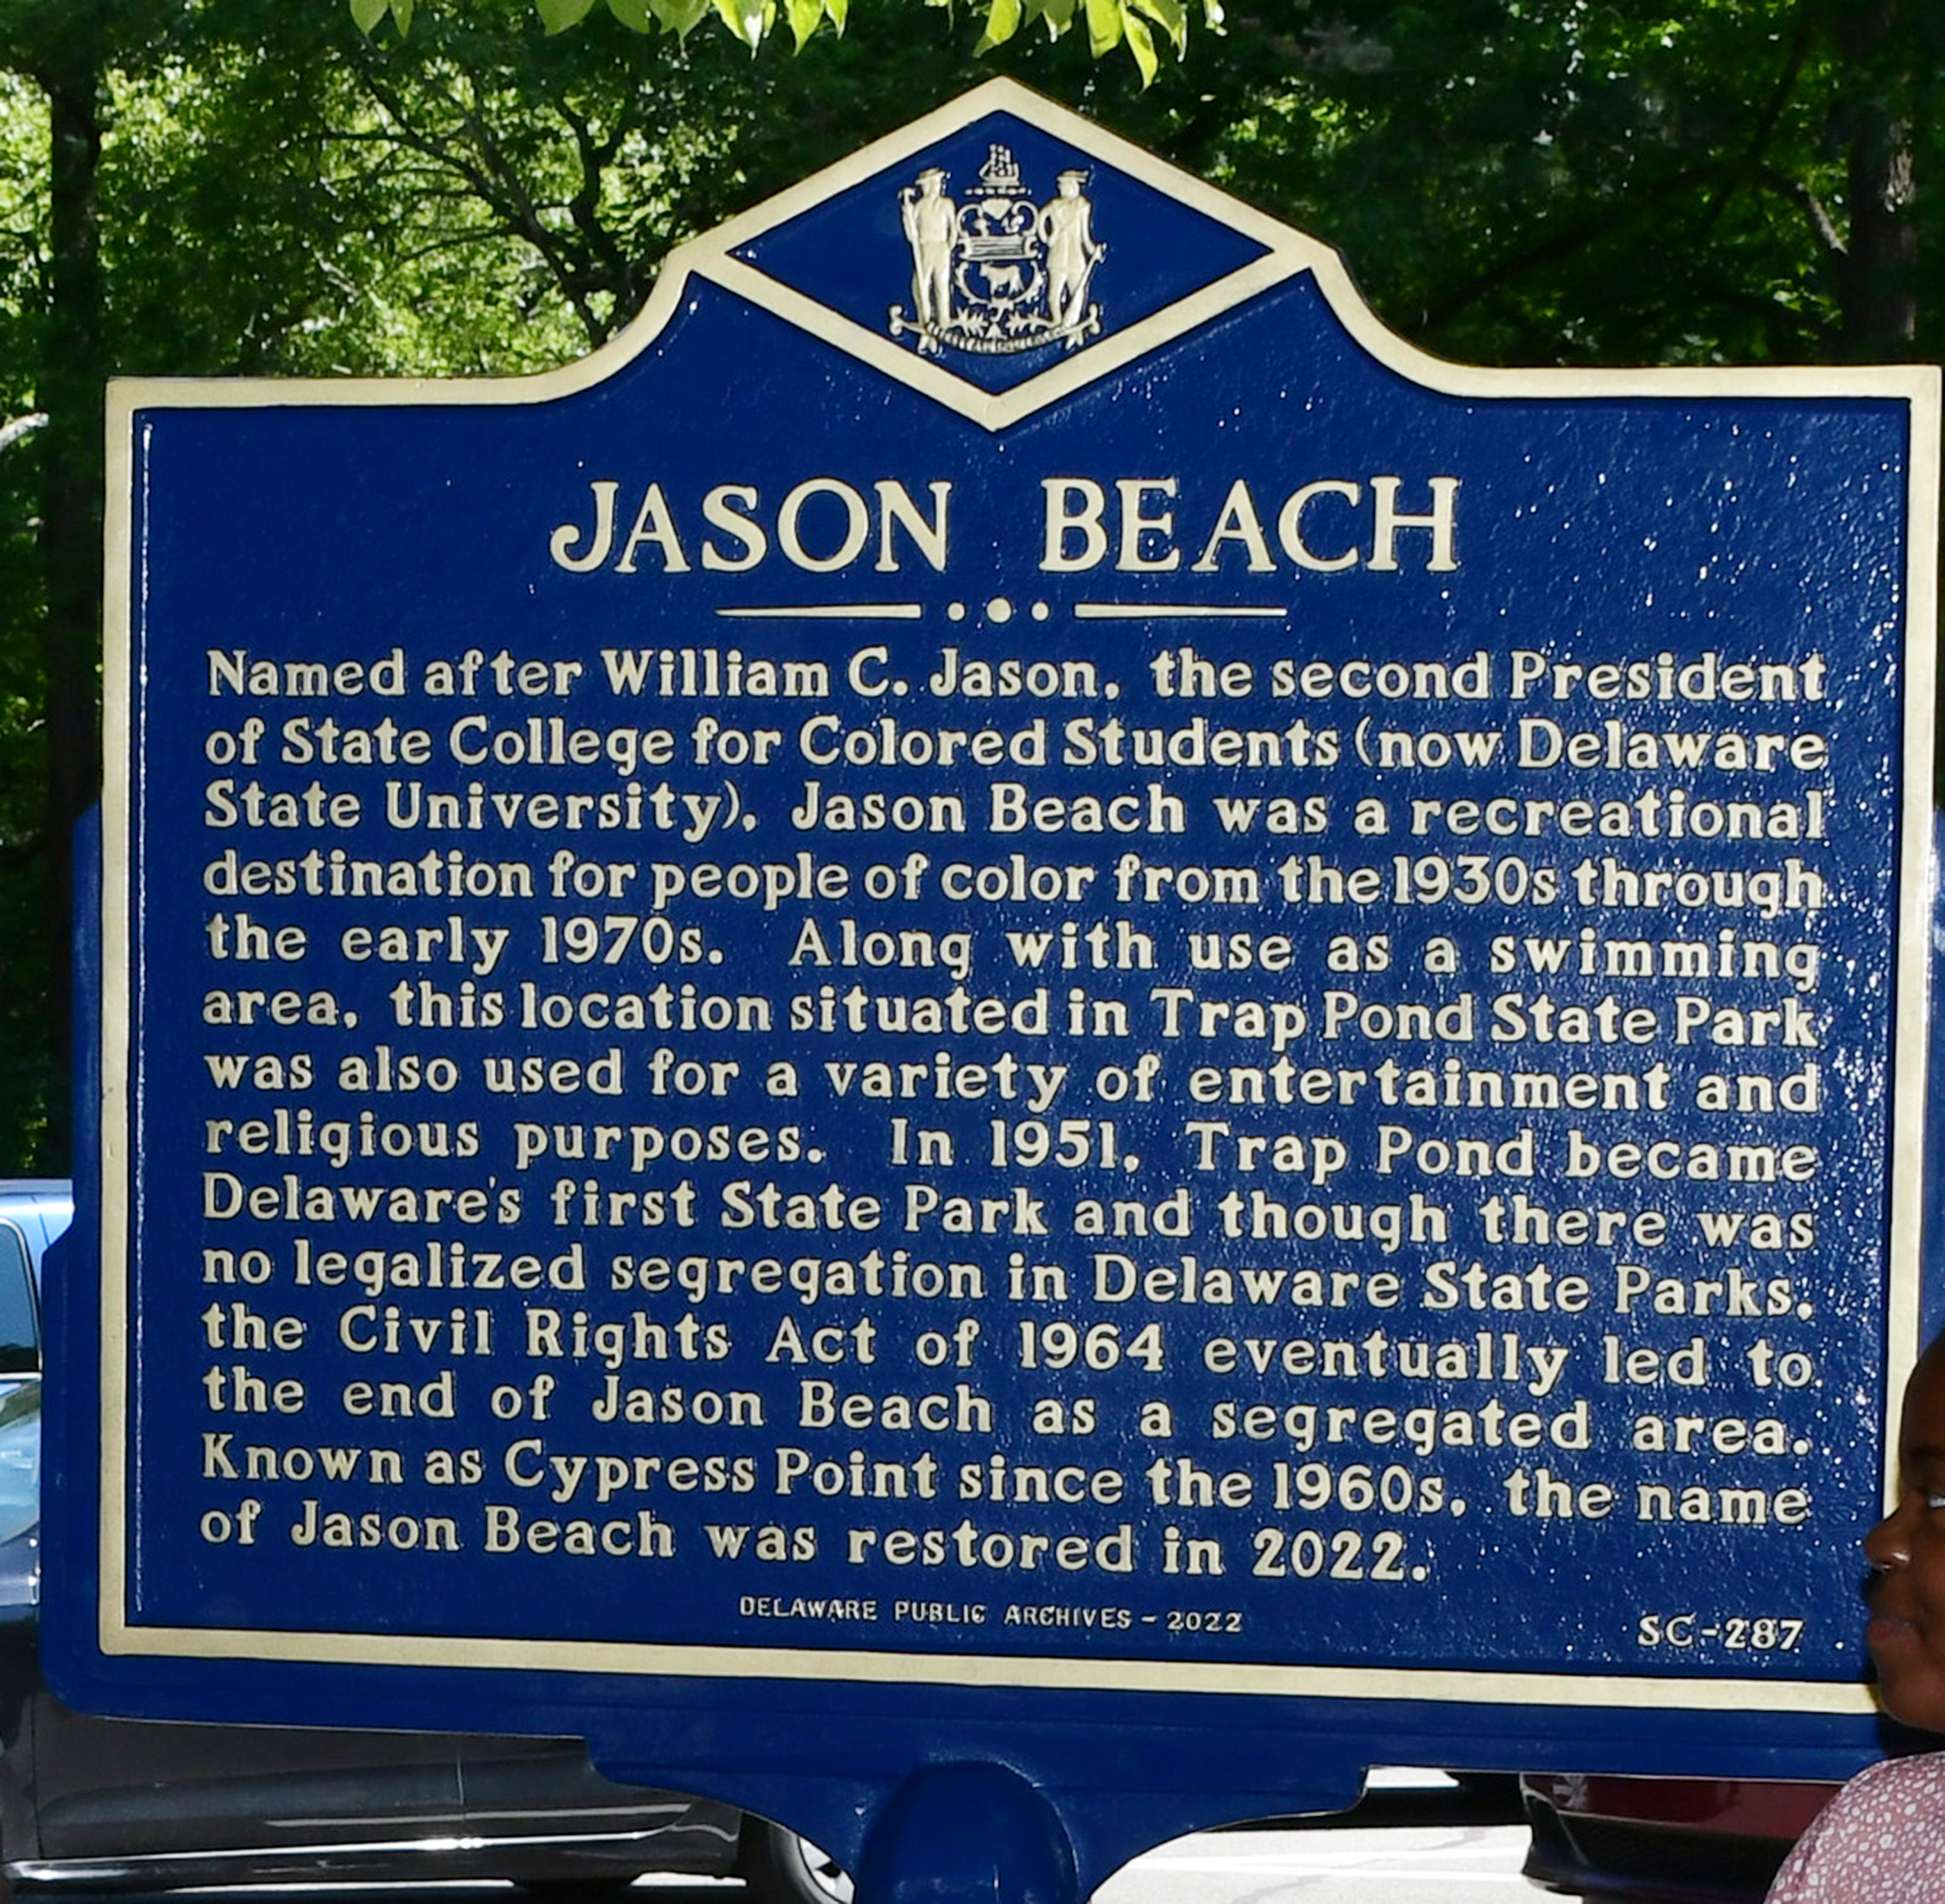 JASON BEACH
Named after William C. Jason, the second President
of State College for Colored Students (now Delaware
State University), Jason Beach was a recreational
destination for people of color from the 1930s through
the early 1970s. Along with use as a swimming
area, this location situated in Trap Pond State Park
was also used for a variety of entertainment and
religious purposes. In 1951, Trap Pond became
Delaware's first State Park and though there was
no legalized segregation in Delaware State Parks,
the Civil Rights Act of 1964 eventually led to
the end of Jason Beach as a segregated area.
Known as Cypress Point since the 1960s, the name
of Jason Beach was restored in 2022.
DELAWARE PUBLIC ARCHIVES - 2022
SC-287